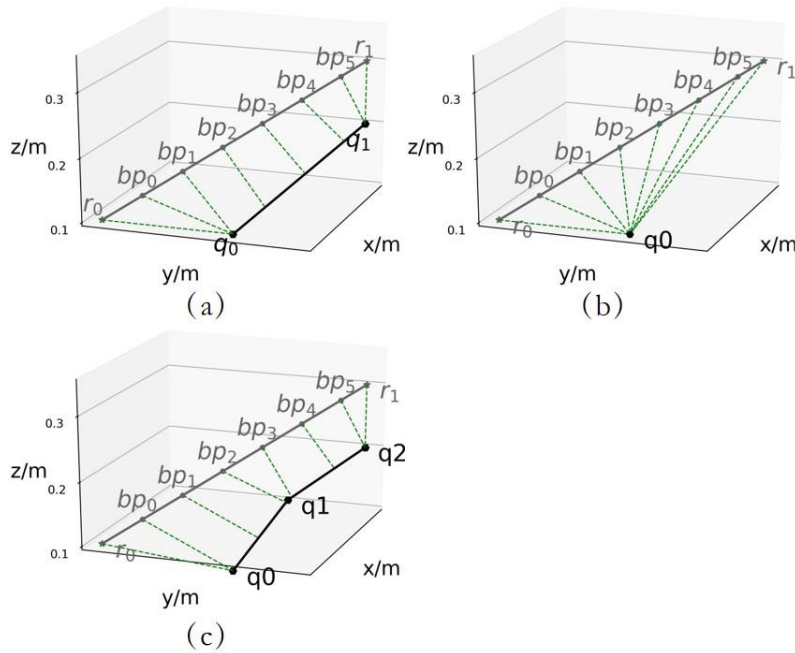 r₁
bp₅
bp₄
0.3
bp₃
q₁
bp₂
z/m
bp₁
0.2
bp₀
r₀
0.1
q₀
x/m
y/m
(a)
r₁
bp₅
bp₄
0.3
bp₃
bp₂
z/m
bp₁
0.2
bp₀
r₀
0.1
q0
x/m
y/m
(b)
bp₅
r₁
bp₄
0.3
bp₃
q2
bp₂
z/m
bp₁
0.2
q1
bp₀
r₀
0.1
q0
x/m
y/m
(c)